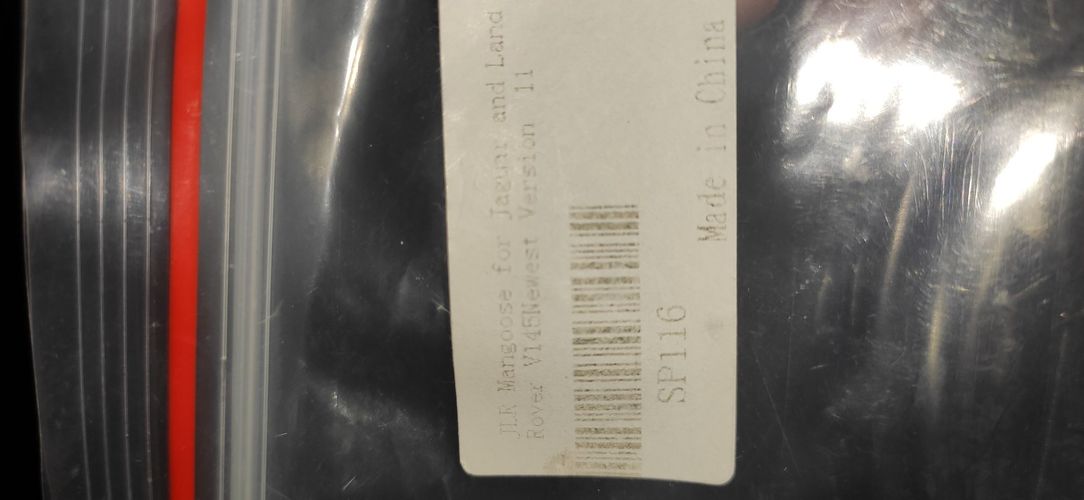 JLR Mangoose for Jaguar and Land
Rover V145Newest Version 11
SP116
Made in China